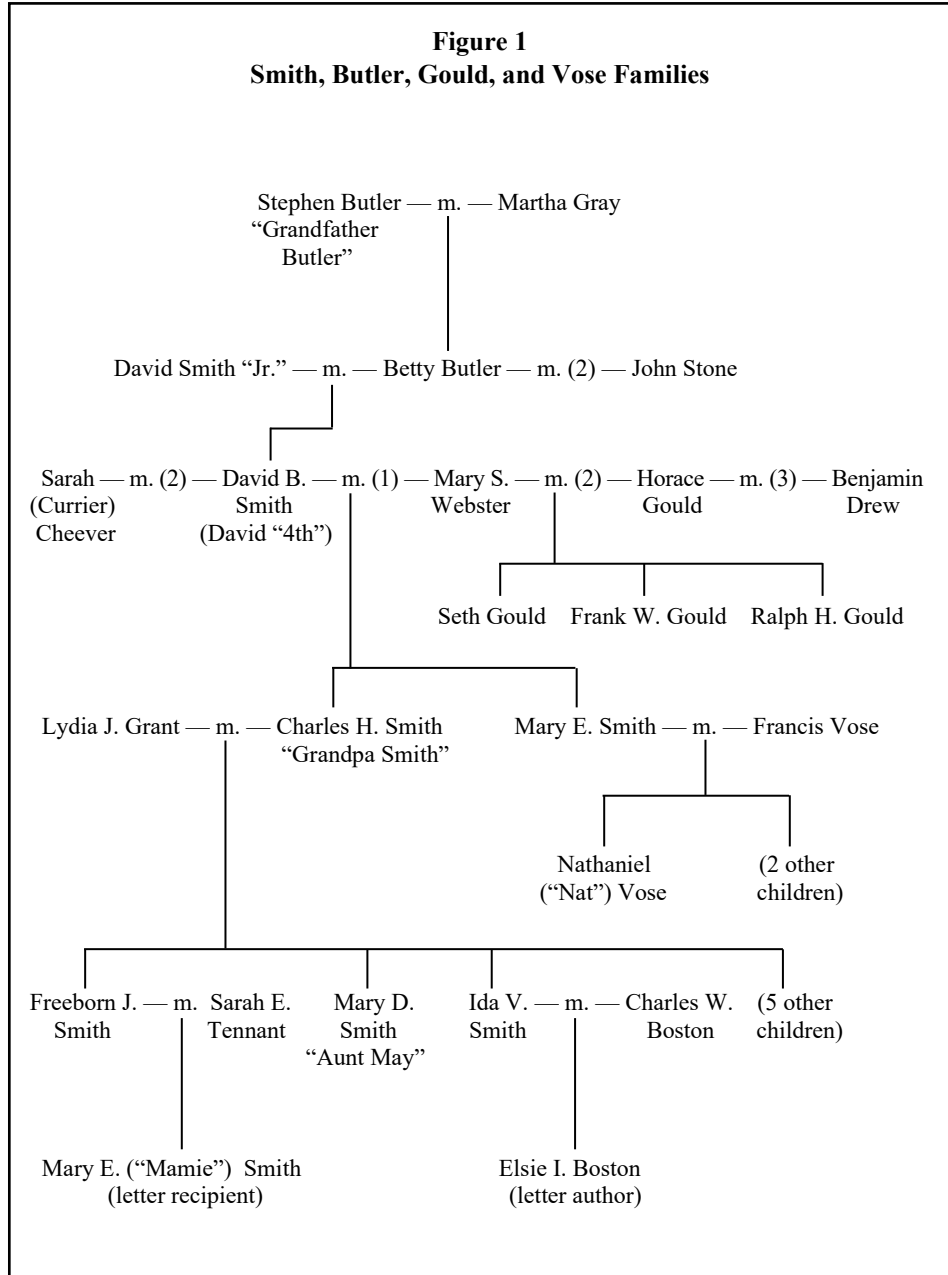 Figure 1
Smith, Butler, Gould, and Vose Families
Stephen Butler — m. — Martha Gray
“Grandfather
Butler”
David Smith “Jr.” — m. — Betty Butler — m. (2) — John Stone
Sarah — m. (2) — David B. — m. (1) — Mary S. — m. (2) — Horace — m. (3) — Benjamin
(Currier) Smith Webster Gould Drew
Cheever (David “4th”)
Seth Gould Frank W. Gould Ralph H. Gould
Lydia J. Grant — m. — Charles H. Smith Mary E. Smith — m. — Francis Vose
“Grandpa Smith”
Nathaniel (2 other
(“Nat”) Vose children)
Freeborn J. — m. Sarah E. Mary D. Ida V. — m. — Charles W. (5 other
Smith Tennant Smith Smith Boston children)
“Aunt May”
Mary E. (“Mamie”) Smith Elsie I. Boston
(letter recipient) (letter author)